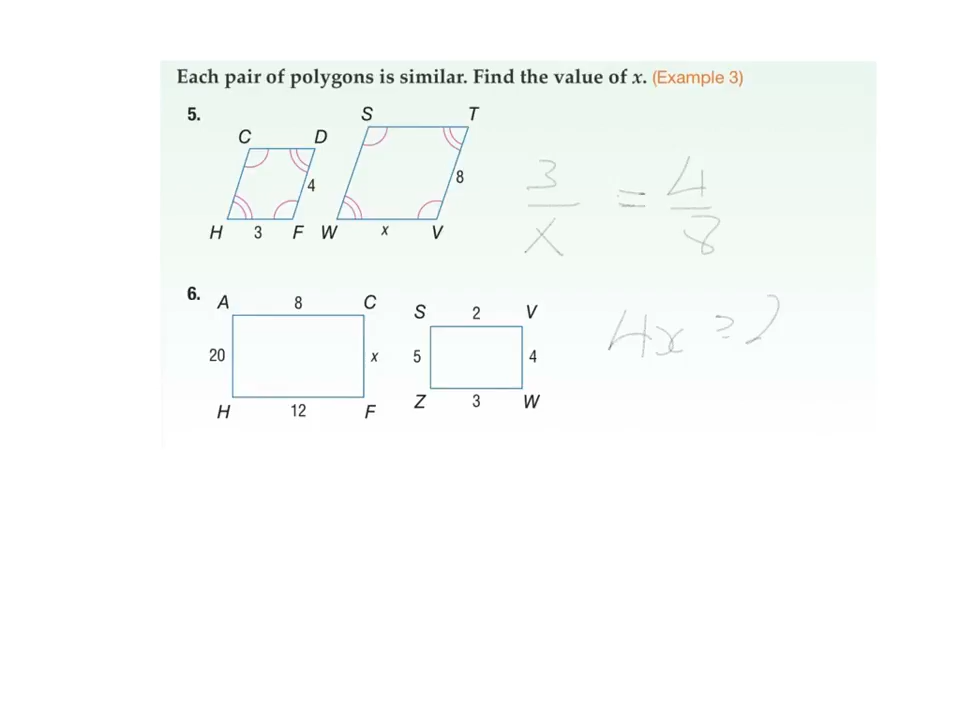 Each pair of polygons is similar. Find the value of x. (Example 3)
5.
S T
C D
4
8
H 3 F W x V
3/x = 4/8
6.
A 8 C
S 2 V
20 x 5 4
H 12 F
Z 3 W
4x = 2